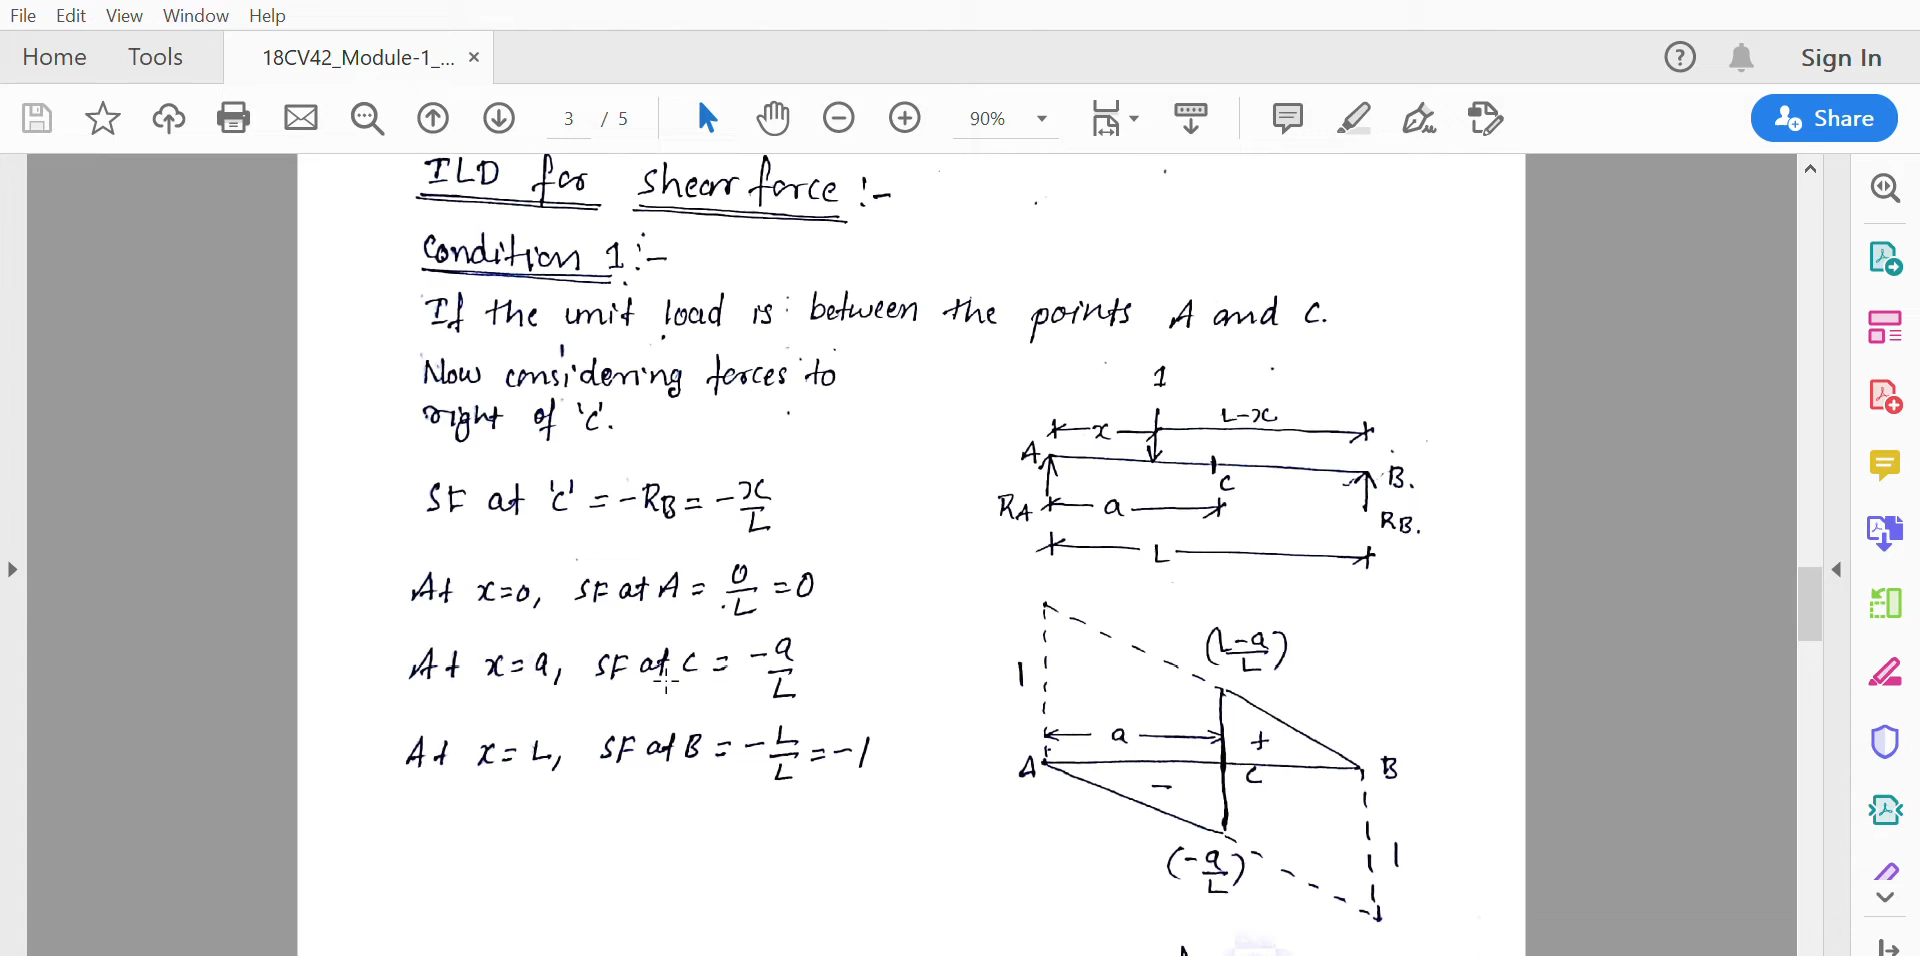 File Edit View Window Help
Home Tools 18CV42_Module-1_... × Sign In
3 / 5 90% Share
ILD for Shear force :-
Condition 1 :-
If the unit load is between the points A and C.
Now considering forces to
right of 'C'.
SF at 'C' = -RB = -x/L
At x=0, SF at A = 0/L = 0
At x=a, SF at C = -a/L
At x=L, SF at B = -L/L = -1
1
x L-x
A C B.
RA a RB.
L
(L-a/L)
1
a +
A - C B
(-a/L) 1